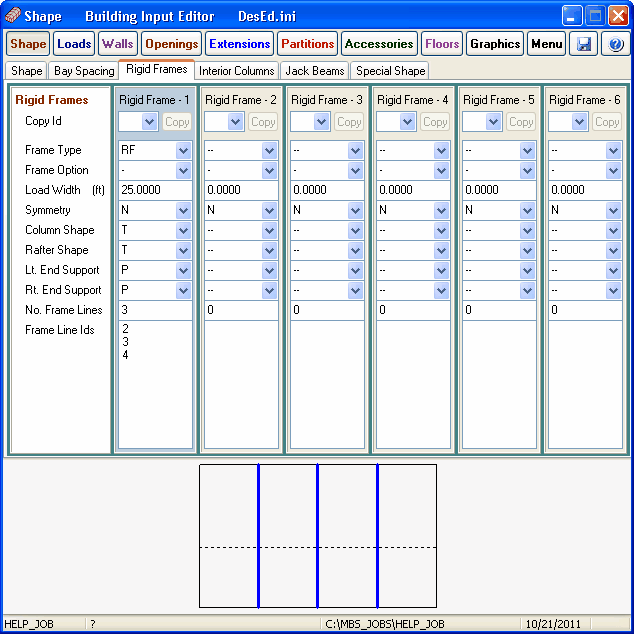 Shape Building Input Editor DesEd.ini
Shape Loads Walls Openings Extensions Partitions Accessories Floors Graphics Menu
Shape Bay Spacing Rigid Frames Interior Columns Jack Beams Special Shape
Rigid Frames Rigid Frame - 1 Rigid Frame - 2 Rigid Frame - 3 Rigid Frame - 4 Rigid Frame - 5 Rigid Frame - 6
Copy Id Copy Copy Copy Copy Copy Copy
Frame Type RF -- -- -- -- --
Frame Option - -- -- -- -- --
Load Width (ft) 25.0000 0.0000 0.0000 0.0000 0.0000 0.0000
Symmetry N N N N N N
Column Shape T -- -- -- -- --
Rafter Shape T -- -- -- -- --
Lt. End Support P -- -- -- -- --
Rt. End Support P -- -- -- -- --
No. Frame Lines 3 0 0 0 0 0
Frame Line Ids 2
3
4
HELP_JOB ? C:\MBS_JOBS\HELP_JOB 10/21/2011